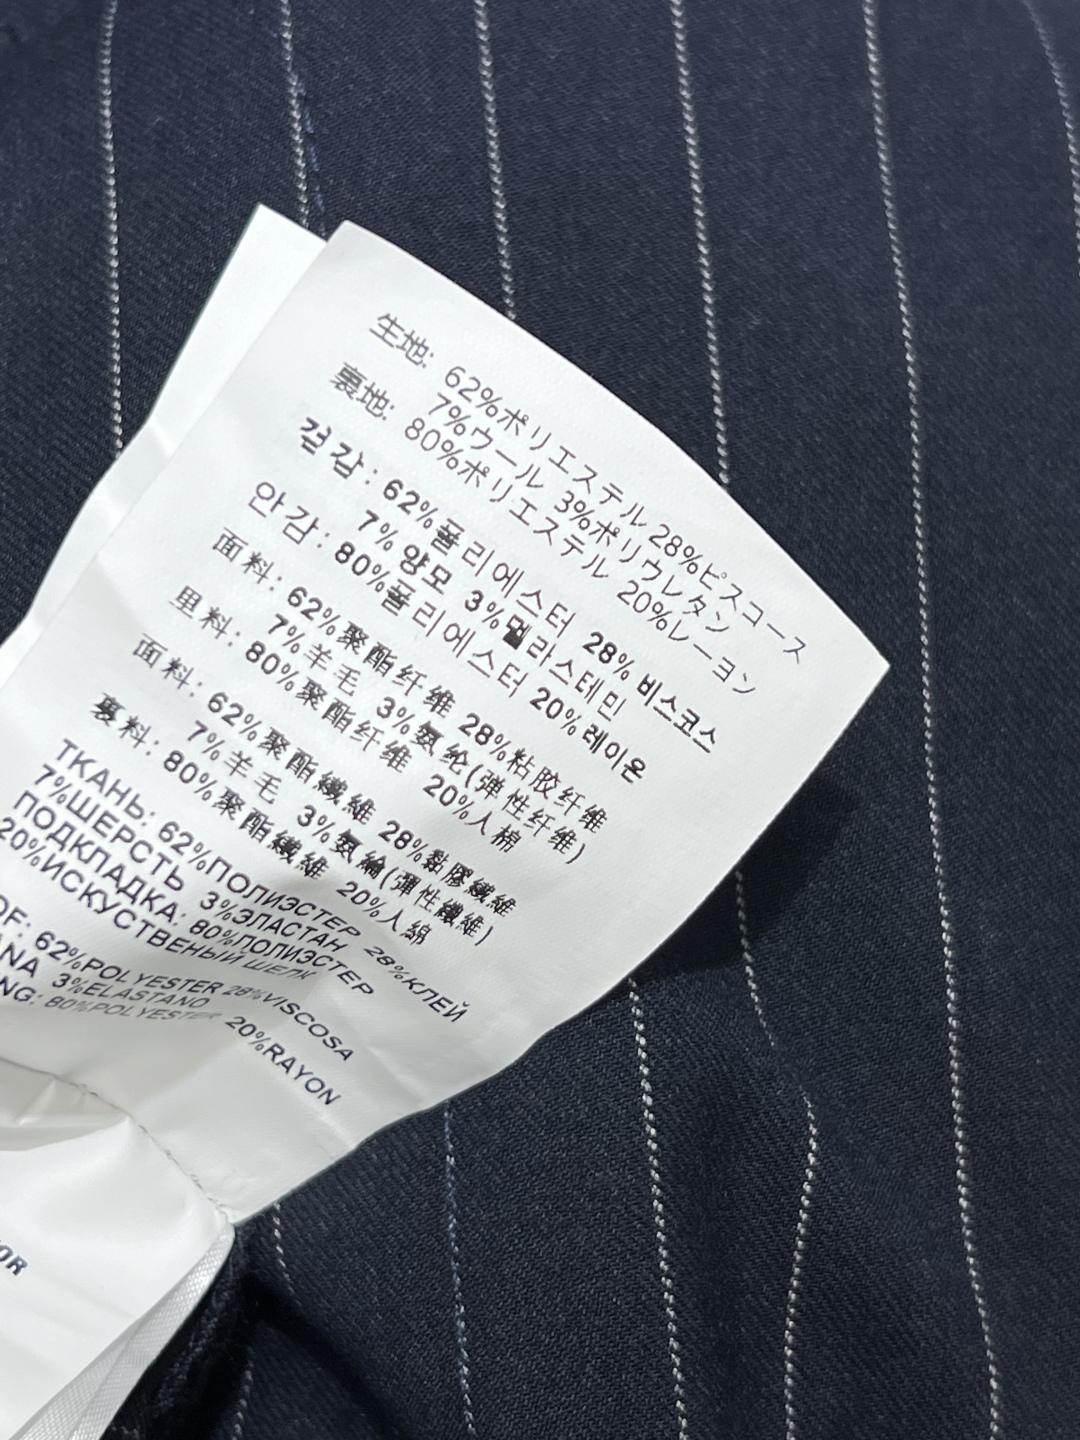 生地: 62%ポリエステル 28%ビスコース
7%ウール 3%ポリウレタン
裏地: 80%ポリエステル 20%レーヨン
겉감: 62%폴리에스터 28%비스코스
7%양모 3%엘라스테인
안감: 80%폴리에스터 20%레이온
面料: 62%聚酯纤维 28%粘胶纤维
7%羊毛 3%氨纶(弹性纤维)
里料: 80%聚酯纤维 20%人棉
面料: 62%聚酯纖維 28%黏膠纖維
7%羊毛 3%氨綸(彈性纖維)
裏料: 80%聚酯纖維 20%人綿
ТКАНЬ: 62%ПОЛИЭСТЕР 28%КЛЕЙ
7%ШЕРСТЬ 3%ЭЛАСТАН
ПОДКЛАДКА: 80%ПОЛИЭСТЕР
20%ИСКУСТВЕНЫЙ ШЕЛК
OF: 62%POLYESTER 28%VISCOSA
ANA 3%ELASTANO
NG: 80%POLYESTER 20%RAYON